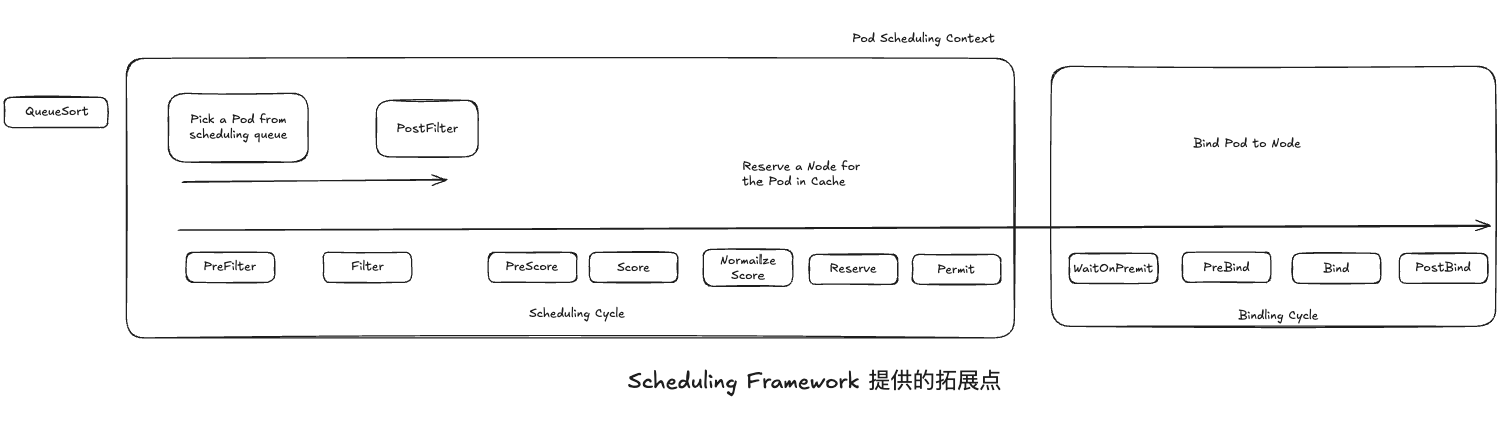 Pod Scheduling Context
QueueSort
Pick a Pod from
scheduling queue
PostFilter
Reserve a Node for
the Pod in Cache
Bind Pod to Node
PreFilter
Filter
PreScore
Score
Normailze
Score
Reserve
Permit
WaitOnPremit
PreBind
Bind
PostBind
Scheduling Cycle
Bindling Cycle
Scheduling Framework 提供的拓展点